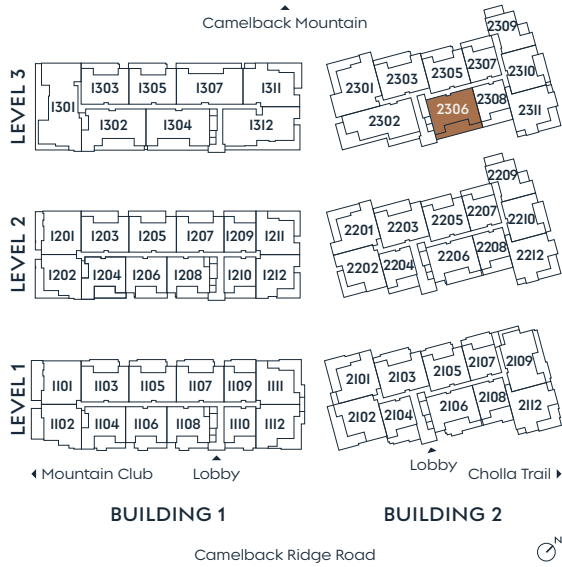 Camelback Mountain
LEVEL 3
1301 1303 1305 1307 1311
1302 1304 1312
2309
2301 2303 2305 2307 2310
2302 2306 2308 2311
LEVEL 2
1201 1203 1205 1207 1209 1211
1202 1204 1206 1208 1210 1212
2209
2201 2203 2205 2207 2210
2202 2204 2206 2208 2212
LEVEL 1
1101 1103 1105 1107 1109 1111
1102 1104 1106 1108 1110 1112
2101 2103 2105 2107 2109
2102 2104 2106 2108 2112
Mountain Club Lobby
Lobby Cholla Trail
BUILDING 1
BUILDING 2
Camelback Ridge Road
N